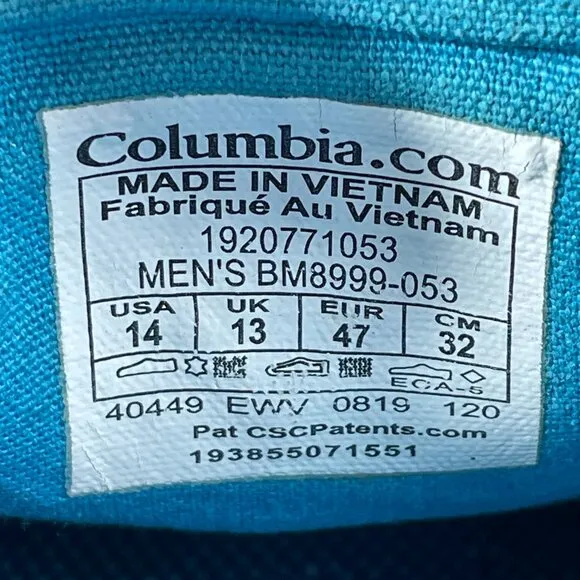 Columbia.com
MADE IN VIETNAM
Fabriqué Au Vietnam
1920771053
MEN'S BM8999-053
USA UK EUR CM
14 13 47 32
ECA-5
40449 EWV 0819 120
Pat CSCPatents.com
193855071551